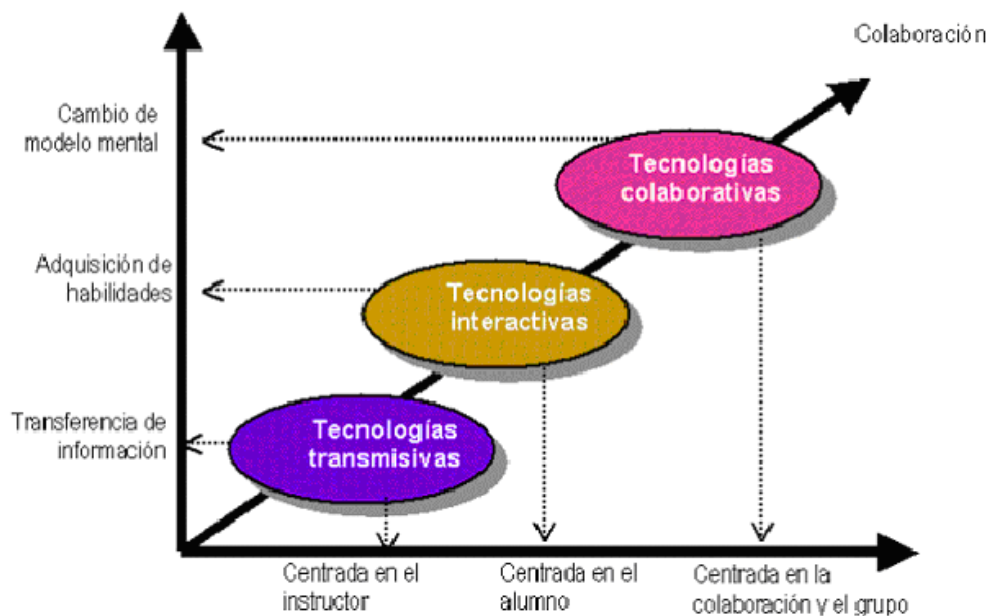 Colaboración
Cambio de
modelo mental
Tecnologías
colaborativas
Adquisición de
habilidades
Tecnologías
interactivas
Transferencia de
información
Tecnologías
transmisivas
Centrada en el
instructor
Centrada en el
alumno
Centrada en la
colaboración y el grupo